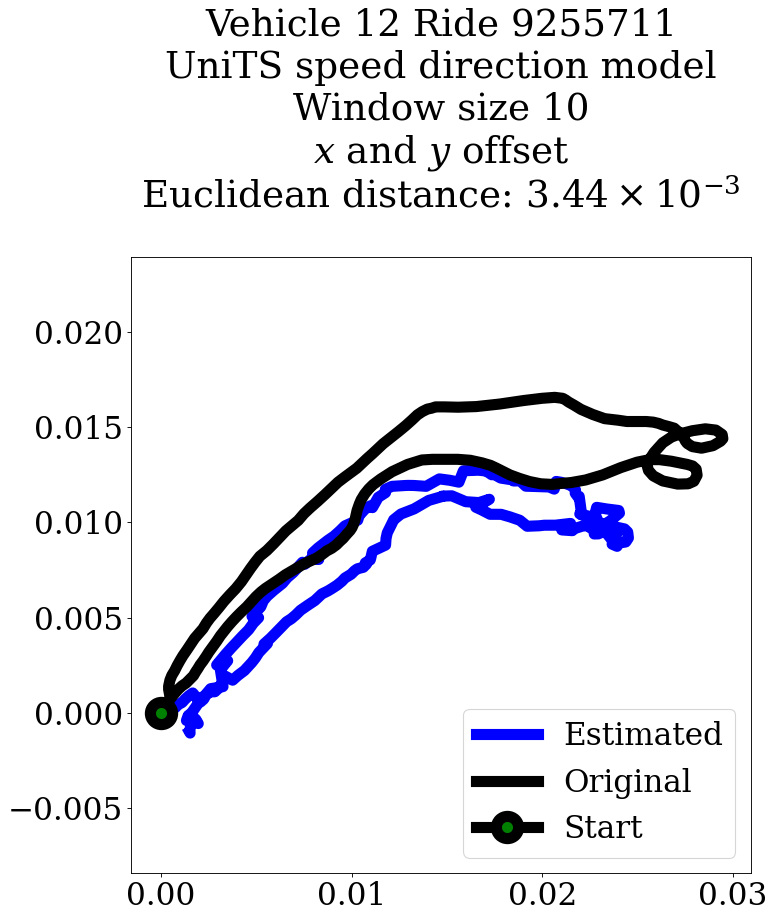 Vehicle 12 Ride 9255711
UniTS speed direction model
Window size 10
x and y offset
Euclidean distance: 3.44 × 10⁻³
0.020
0.015
0.010
0.005
0.000
−0.005
Estimated
Original
Start
0.00 0.01 0.02 0.03